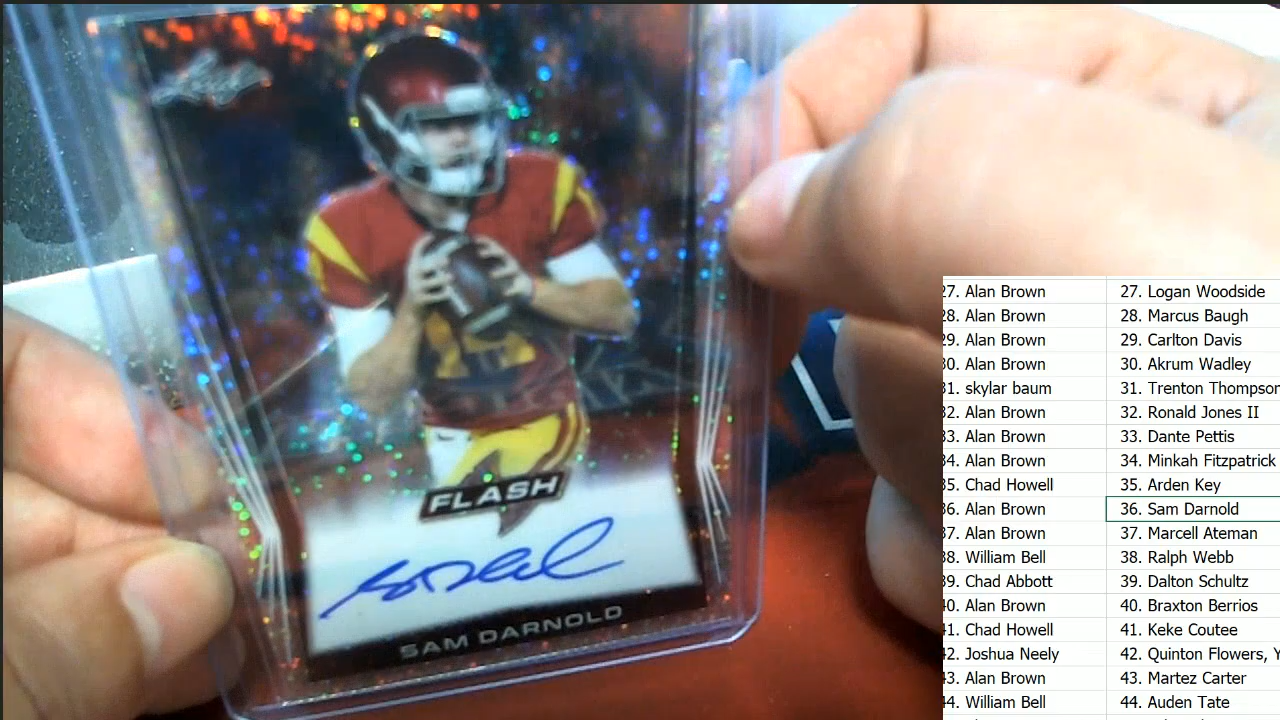 Leaf
FLASH
SAM DARNOLD
27. Alan Brown 27. Logan Woodside
28. Alan Brown 28. Marcus Baugh
29. Alan Brown 29. Carlton Davis
30. Alan Brown 30. Akrum Wadley
31. skylar baum 31. Trenton Thompson
32. Alan Brown 32. Ronald Jones II
33. Alan Brown 33. Dante Pettis
34. Alan Brown 34. Minkah Fitzpatrick
35. Chad Howell 35. Arden Key
36. Alan Brown 36. Sam Darnold
37. Alan Brown 37. Marcell Ateman
38. William Bell 38. Ralph Webb
39. Chad Abbott 39. Dalton Schultz
40. Alan Brown 40. Braxton Berrios
41. Chad Howell 41. Keke Coutee
42. Joshua Neely 42. Quinton Flowers, Y
43. Alan Brown 43. Martez Carter
44. William Bell 44. Auden Tate